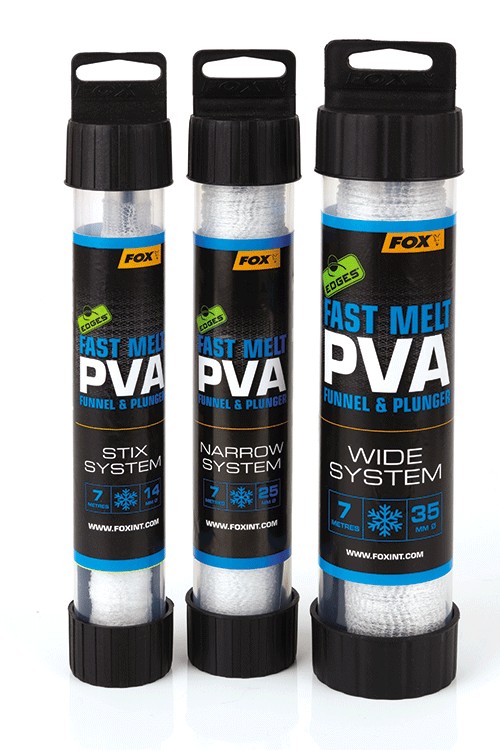 FOX
EDGES
FAST MELT
PVA
FUNNEL & PLUNGER
STIX
SYSTEM
7
METRES
14
MM Ø
WWW.FOXINT.COM
FOX
EDGES
FAST MELT
PVA
FUNNEL & PLUNGER
NARROW
SYSTEM
7
METRES
25
MM Ø
WWW.FOXINT.COM
FOX
FOX
EDGES
FAST MELT
PVA
FUNNEL & PLUNGER
WIDE
SYSTEM
7
METRES
35
MM Ø
WWW.FOXINT.COM